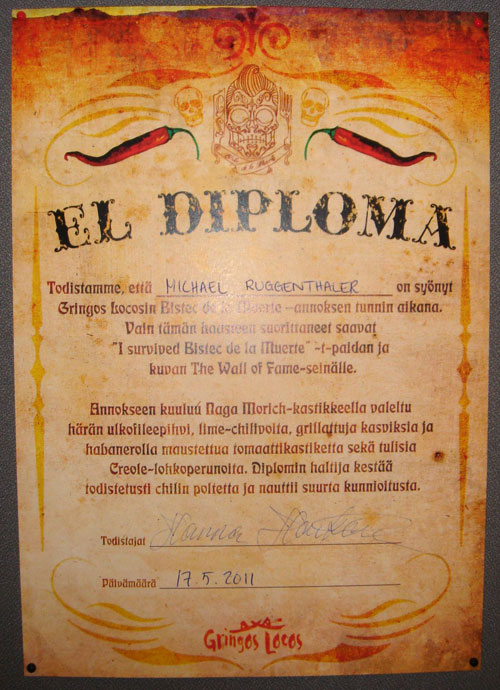 EL DIPLOMA
Todistamme, että MICHAEL RUGGENTHALER on syönyt
Gringos Locosin Bistec de la Muerte –annoksen tunnin aikana.
Vain tämän haasteen suorittaneet saavat
"I survived Bistec de la Muerte" -t-paidan ja
kuvan The Wall of Fame-seinälle.
Annokseen kuuluu Naga Morich-kastikkeella valeltu
härän ulkofileepihvi, lime-chilivoita, grillattuja kasviksia ja
habanerolla maustettua tomaattikastiketta sekä tulisia
Creole-lohkoperunoita. Diplomin haltija kestää
todistetusti chilin poltetta ja nauttii suurta kunnioitusta.
Todistajat Hanna
Päivämäärä 17.5.2011
Gringos Locos